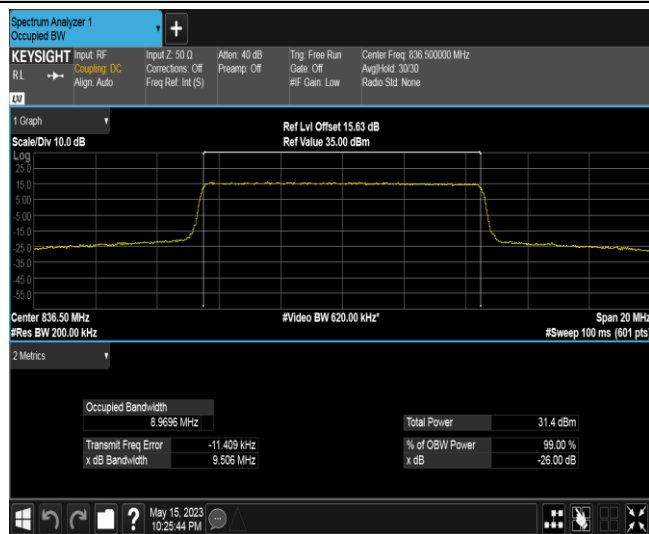 Spectrum Analyzer 1
Occupied BW
KEYSIGHT Input: RF Input Z: 50 Ω Atten: 40 dB Trig: Free Run Center Freq: 836.500000 MHz
RL Coupling: DC Corrections: Off Preamp: Off Gate: Off Avg|Hold: 30/30
Align: Auto Freq Ref: Int (S) #IF Gain: Low Radio Std: None
LXI
1 Graph
Ref Lvl Offset 15.63 dB
Scale/Div 10.0 dB Ref Value 35.00 dBm
Log
25.0
15.0
5.00
-5.00
-15.0
-25.0
-35.0
-45.0
-55.0
Center 836.50 MHz #Video BW 620.00 kHz* Span 20 MHz
#Res BW 200.00 kHz #Sweep 100 ms (601 pts)
2 Metrics
Occupied Bandwidth
8.9696 MHz Total Power 31.4 dBm
Transmit Freq Error -11.409 kHz % of OBW Power 99.00 %
x dB Bandwidth 9.506 MHz x dB -26.00 dB
? May 15, 2023
10:25:44 PM